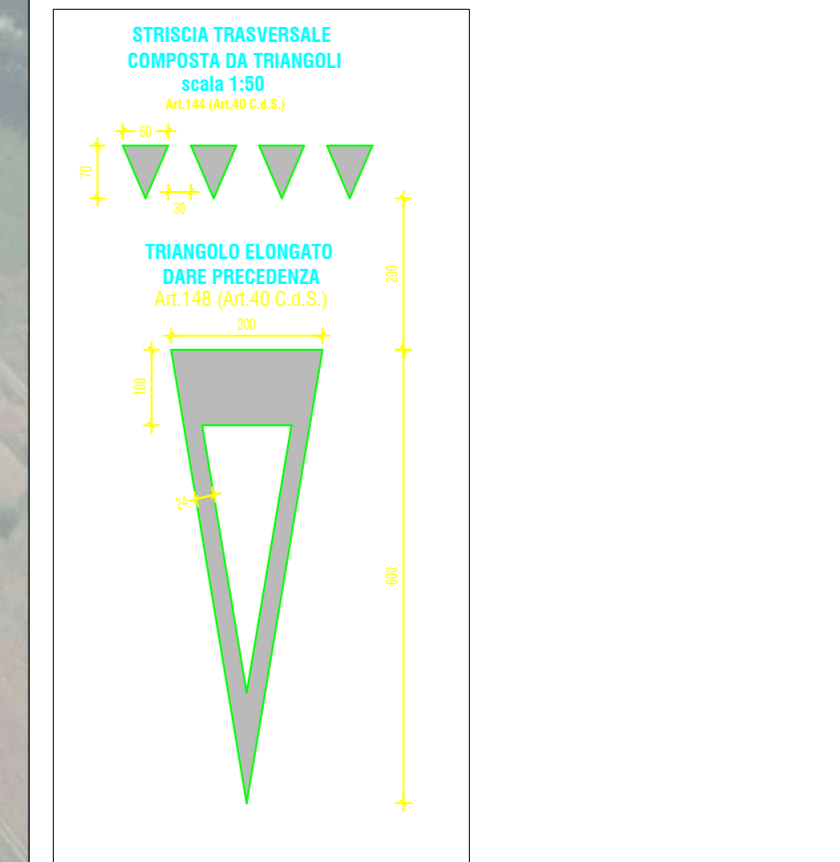 STRISCIA TRASVERSALE
COMPOSTA DA TRIANGOLI
scala 1:50
Art.144 (Art.40 C.d.S.)
60
70
30
200
TRIANGOLO ELONGATO
DARE PRECEDENZA
Art.148 (Art.40 C.d.S.)
200
100
24
600